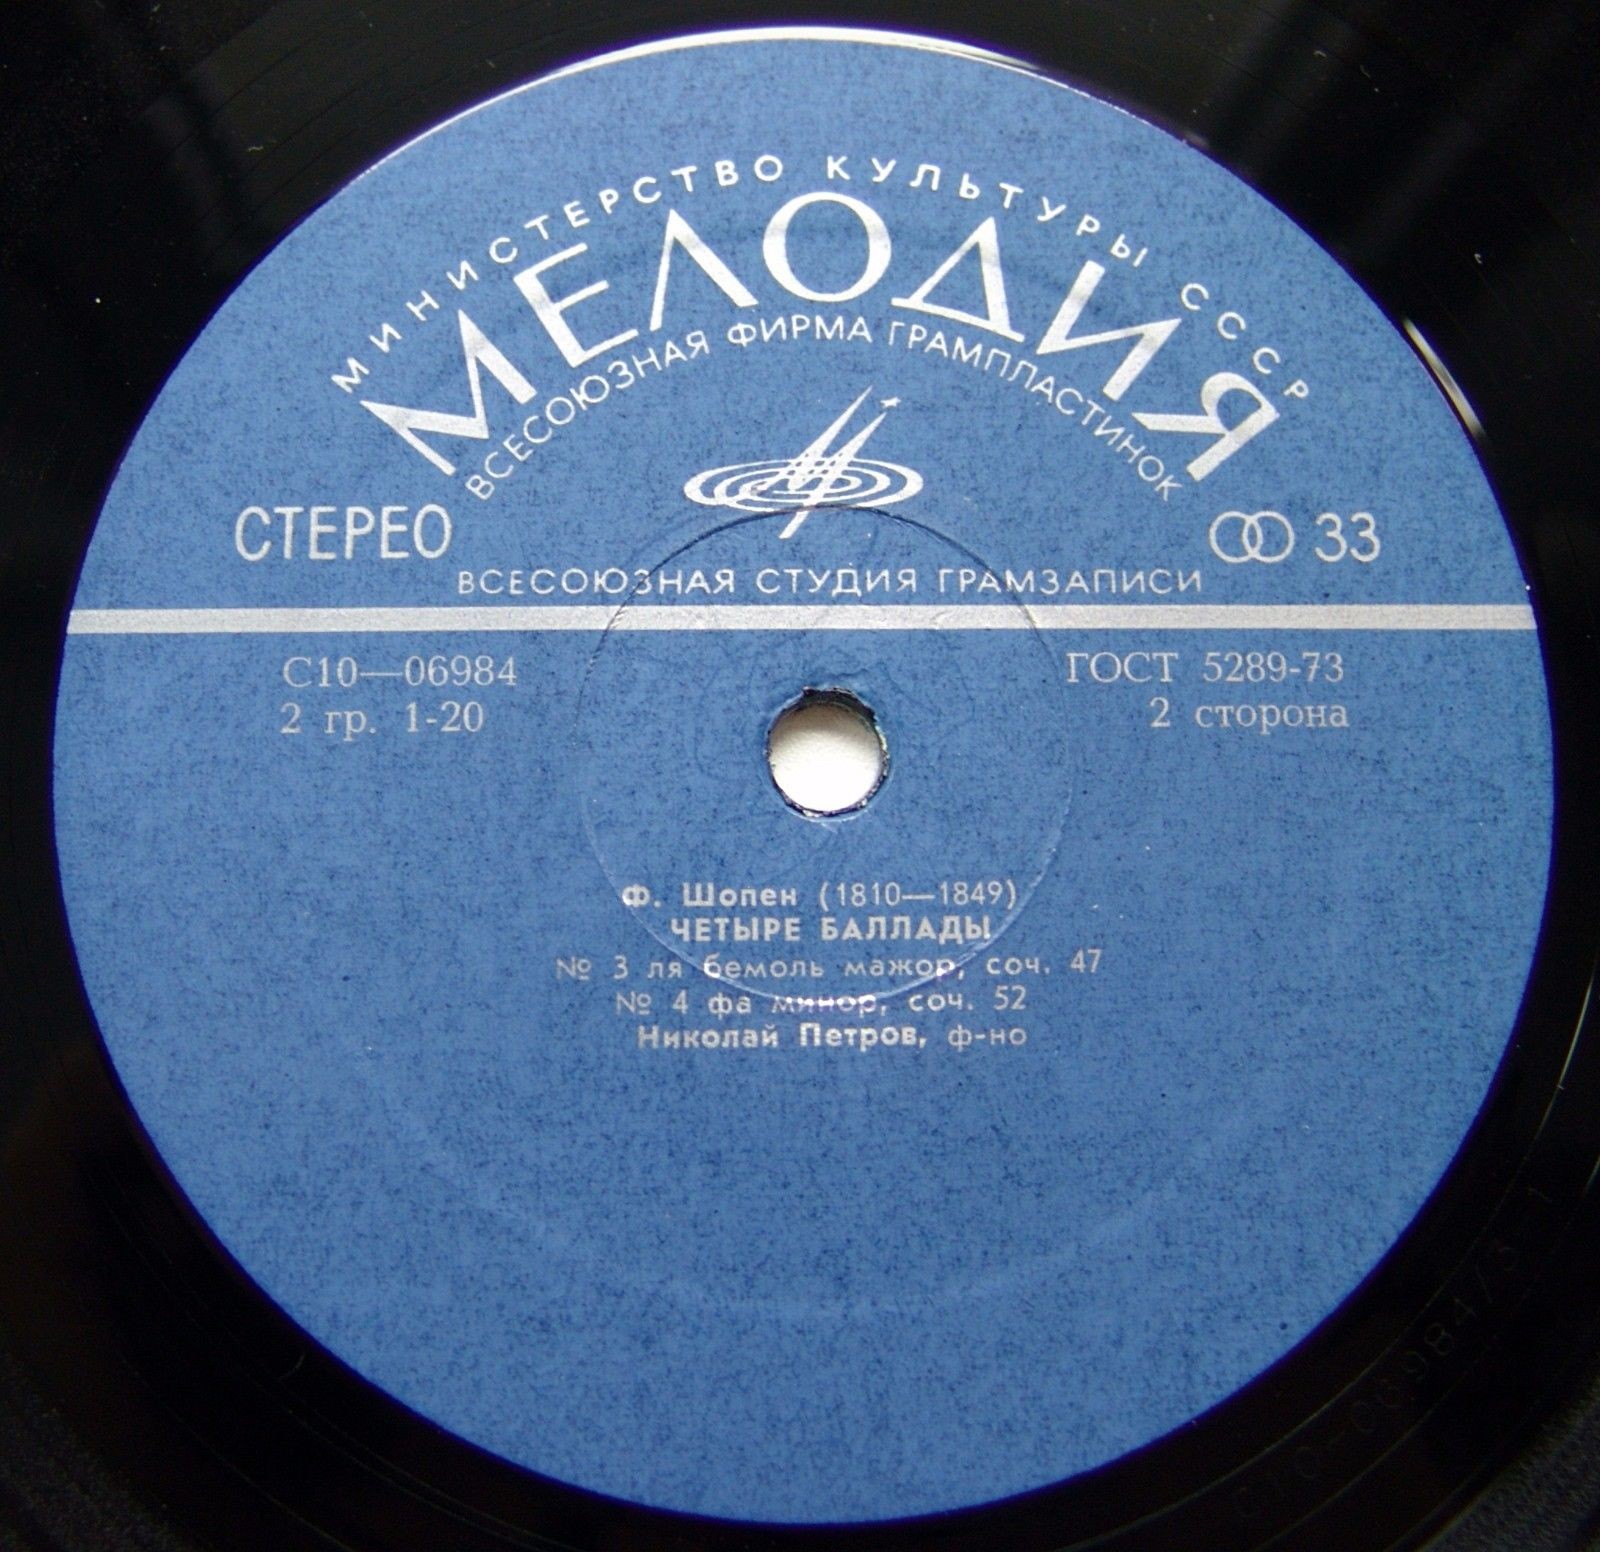 МИНИСТЕРСТВО КУЛЬТУРЫ СССР
МЕЛОДИЯ
ВСЕСОЮЗНАЯ ФИРМА ГРАМПЛАСТИНОК
СТЕРЕО
33
ВСЕСОЮЗНАЯ СТУДИЯ ГРАМЗАПИСИ
С10—06984
ГОСТ 5289-73
2 гр. 1-20
2 сторона
Ф. Шопен (1810—1849)
ЧЕТЫРЕ БАЛЛАДЫ
№ 3 ля бемоль мажор, соч. 47
№ 4 фа минор, соч. 52
Николай Петров, ф-но